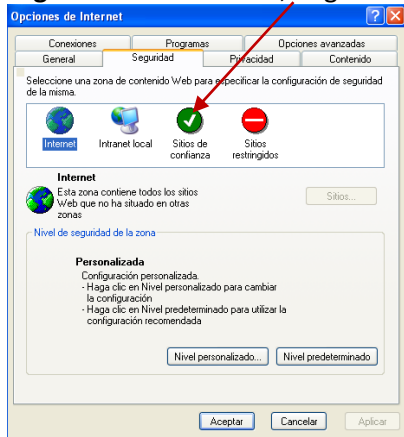 Opciones de Internet
Conexiones Programas Opciones avanzadas
General Seguridad Privacidad Contenido
Seleccione una zona de contenido Web para especificar la configuración de seguridad
de la misma.
Internet Intranet local Sitios de
confianza Sitios
restringidos
Internet
Esta zona contiene todos los sitios
Web que no ha situado en otras
zonas
Sitios...
Nivel de seguridad de la zona
Personalizada
Configuración personalizada.
- Haga clic en Nivel personalizado para cambiar
la configuración
- Haga clic en Nivel predeterminado para utilizar la
configuración recomendada
Nivel personalizado... Nivel predeterminado
Aceptar Cancelar Aplicar